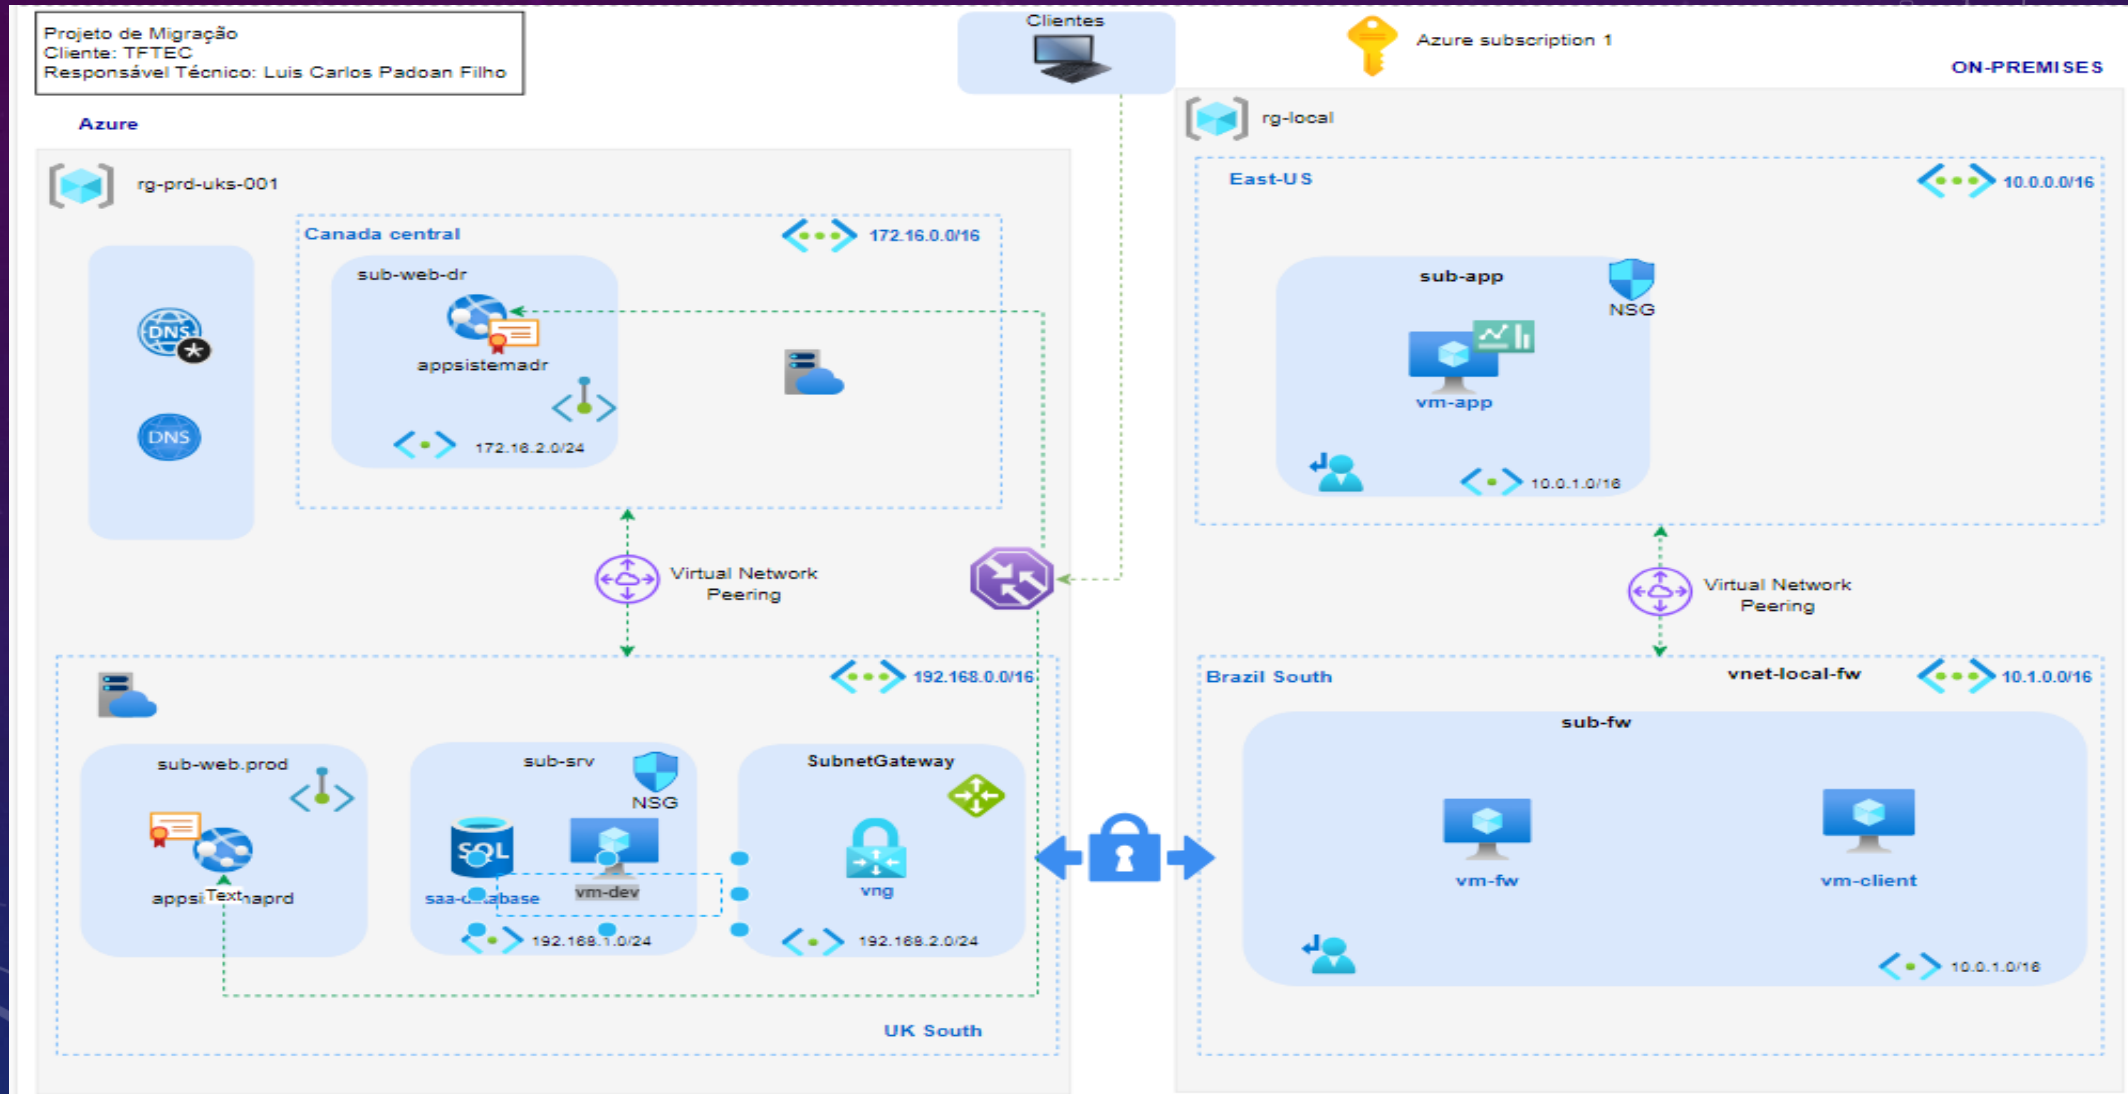 Projeto de Migração
Cliente: TFTEC
Responsável Técnico: Luis Carlos Padoan Filho
Clientes
Azure subscription 1
ON-PREMISES
Azure
rg-prd-uks-001
Canada central
172.16.0.0/16
sub-web-dr
appsistemadr
172.16.2.0/24
DNS
DNS
Virtual Network
Peering
192.168.0.0/16
sub-web.prod
Text
sub-srv
NSG
SQL
vm-dev
192.168.1.0/24
SubnetGateway
vng
192.168.2.0/24
UK South
rg-local
East-US
10.0.0.0/16
sub-app
NSG
vm-app
10.0.1.0/16
Virtual Network
Peering
Brazil South
vnet-local-fw
10.1.0.0/16
sub-fw
vm-fw
vm-client
10.0.1.0/16